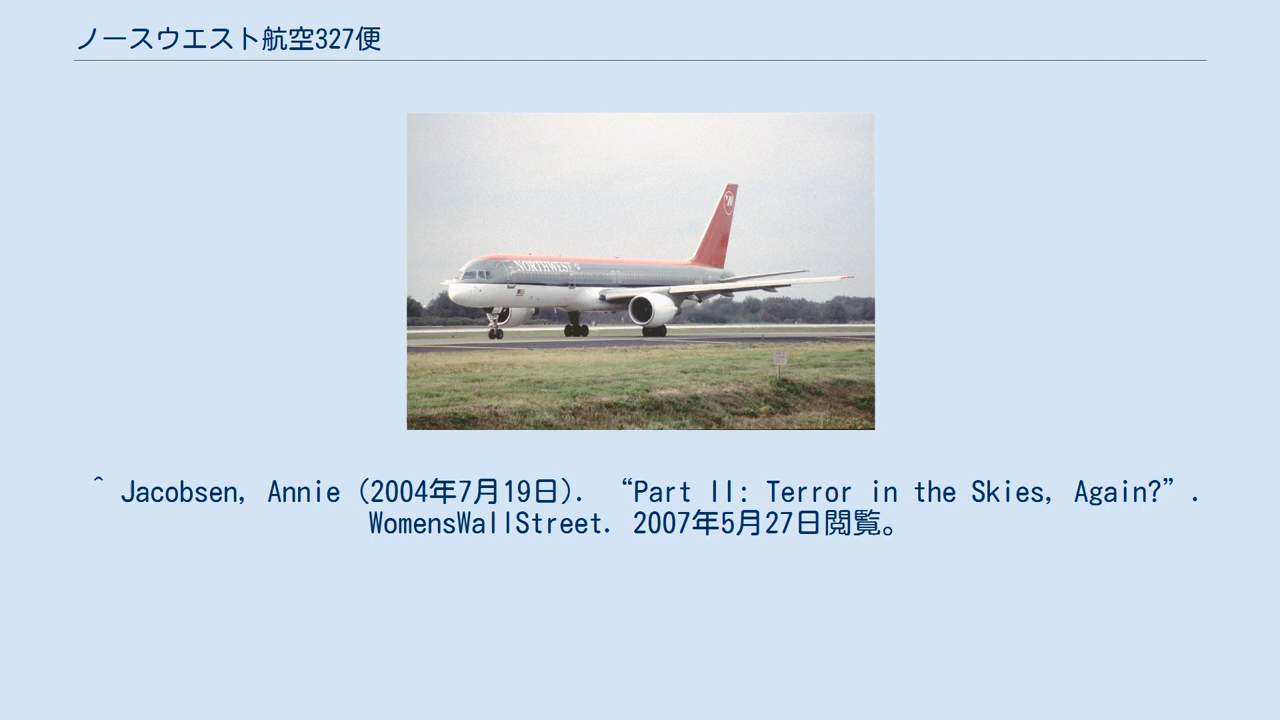 ノースウエスト航空327便
NORTHWEST
^ Jacobsen, Annie (2004年7月19日). “Part II: Terror in the Skies, Again?”.
WomensWallStreet. 2007年5月27日閲覧。